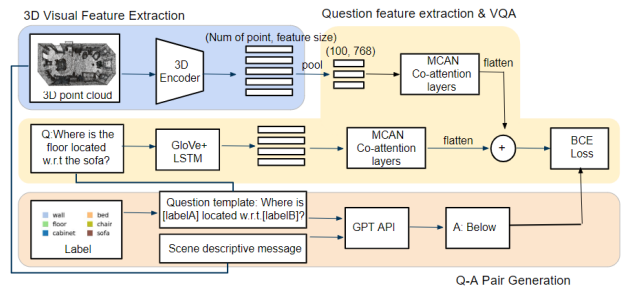 3D Visual Feature Extraction
Question feature extraction & VQA
(Num of point, feature size)
3D point cloud
3D
Encoder
pool
(100, 768)
MCAN
Co-attention
layers
flatten
Q:Where is the
floor located
w.r.t the sofa?
GloVe+
LSTM
MCAN
Co-attention
layers
flatten
+
BCE
Loss
wall
bed
floor
chair
cabinet
sofa
Label
Question template: Where is
[labelA] located w.r.t.[labelB]?
Scene descriptive message
GPT API
A: Below
Q-A Pair Generation